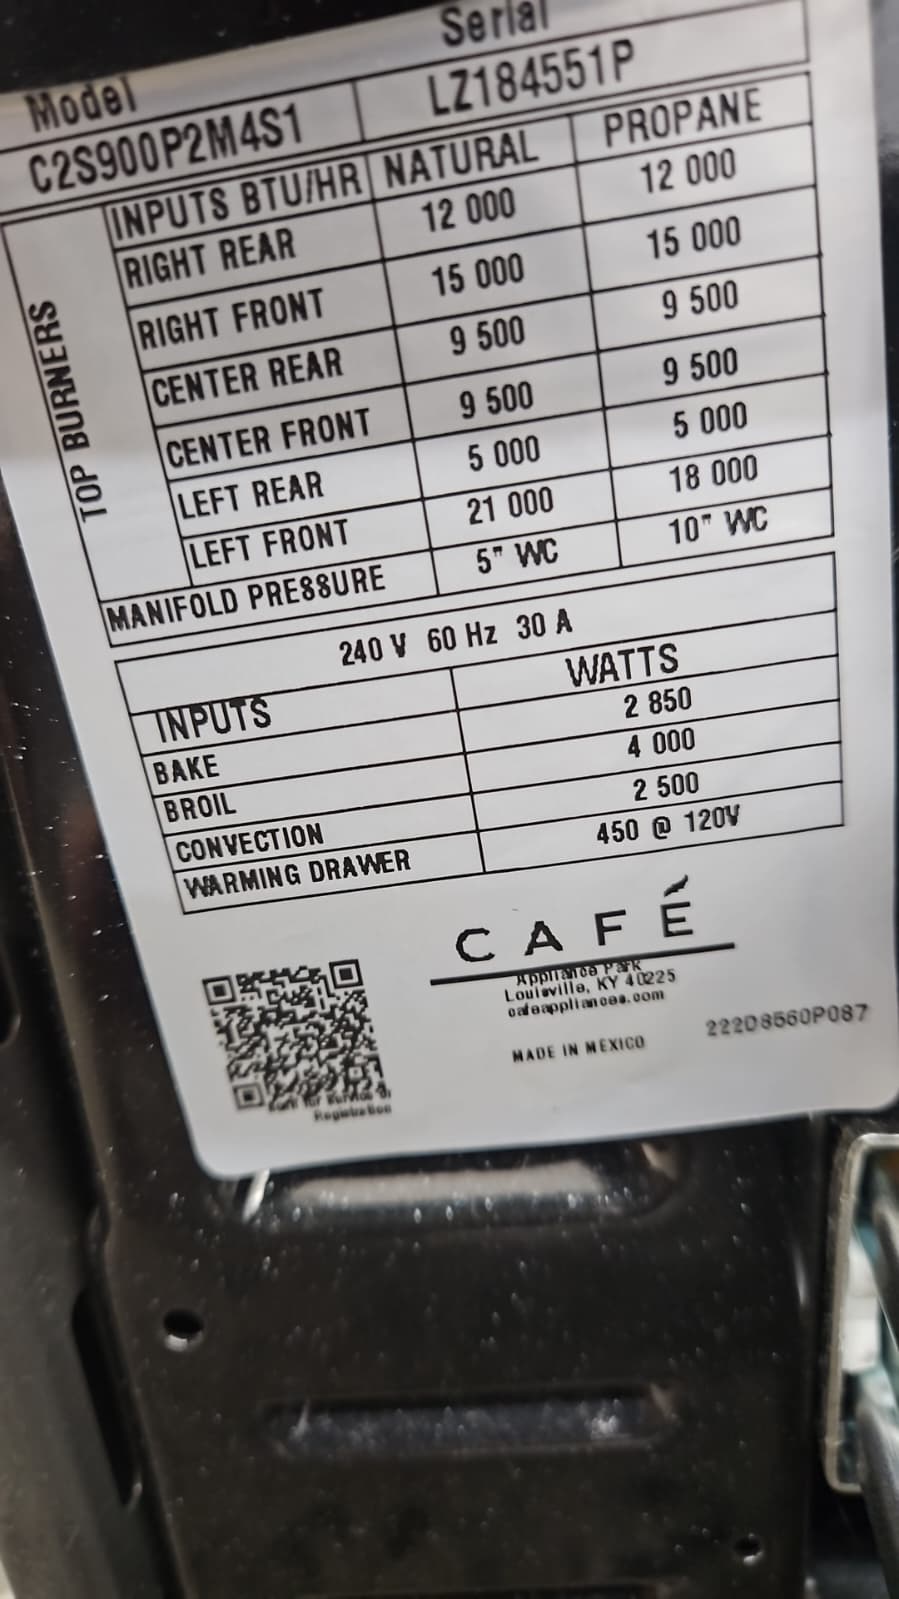 Model Serial
C2S900P2M4S1 LZ184551P
TOP BURNERS
INPUTS BTU/HR NATURAL PROPANE
RIGHT REAR 12 000 12 000
RIGHT FRONT 15 000 15 000
CENTER REAR 9 500 9 500
CENTER FRONT 9 500 9 500
LEFT REAR 5 000 5 000
LEFT FRONT 21 000 18 000
MANIFOLD PRESSURE 5" WC 10" WC
240 V 60 Hz 30 A
INPUTS WATTS
BAKE 2 850
BROIL 4 000
CONVECTION 2 500
WARMING DRAWER 450 @ 120V
CAFÉ
Appliance Park
Louisville, KY 40225
cafeappliances.com
MADE IN MEXICO
222D8560P087
for Service or
Registration